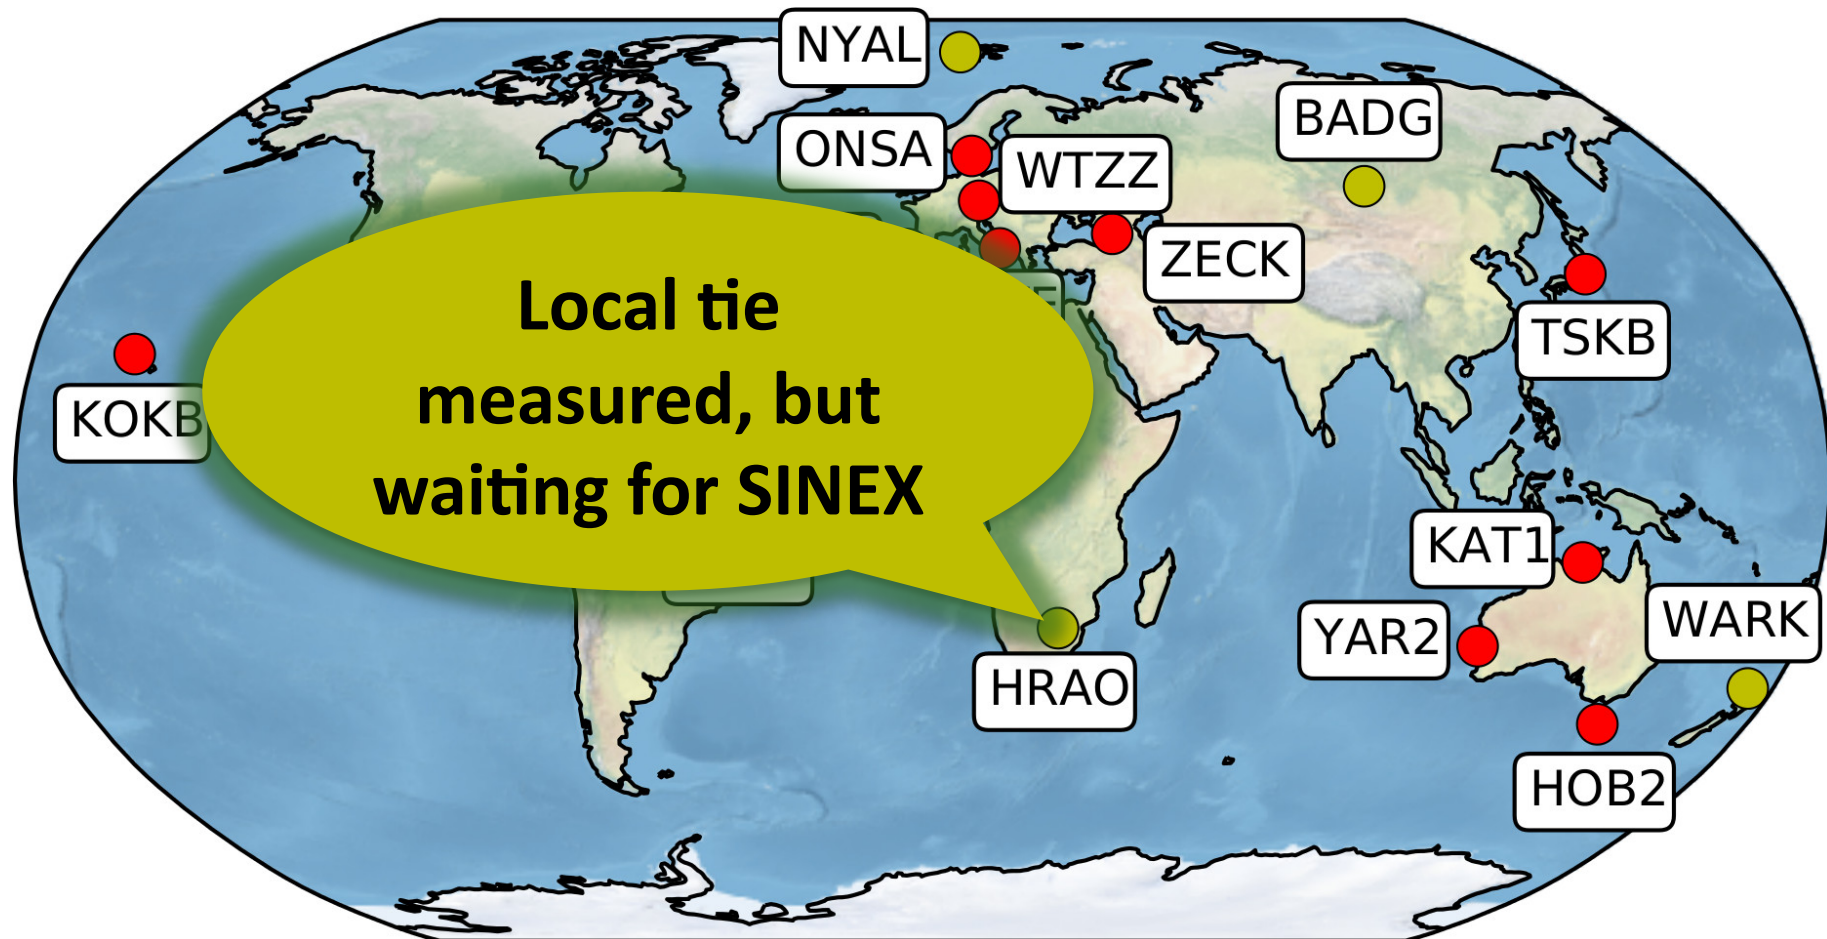 NYAL
BADG
ONSA
WTZZ
ZECK
Local tie
measured, but
waiting for SINEX
TSKB
KOKB
KAT1
WARK
YAR2
HRAO
HOB2